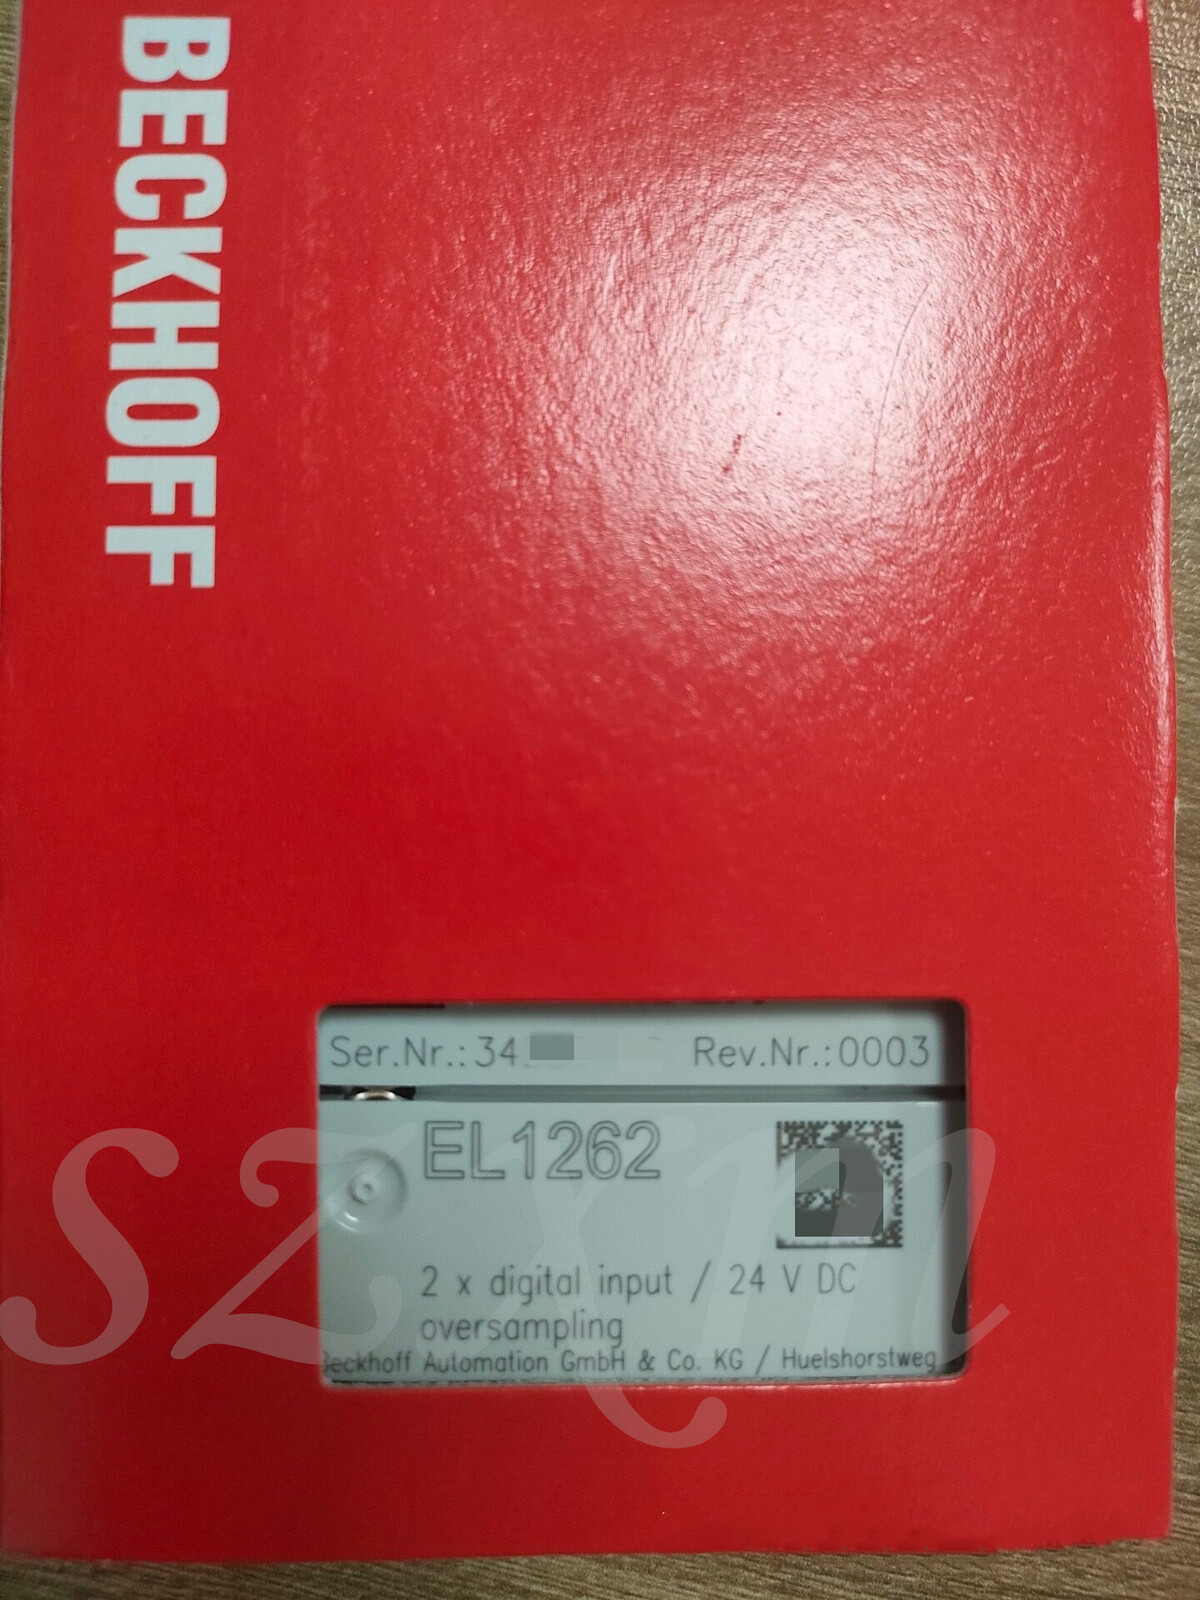 BECKHOFF
Ser.Nr.:34
Rev.Nr.:0003
EL1262
2 x digital input / 24 V DC
oversampling
Beckhoff Automation GmbH & Co. KG / Huelshorstweg
szxm